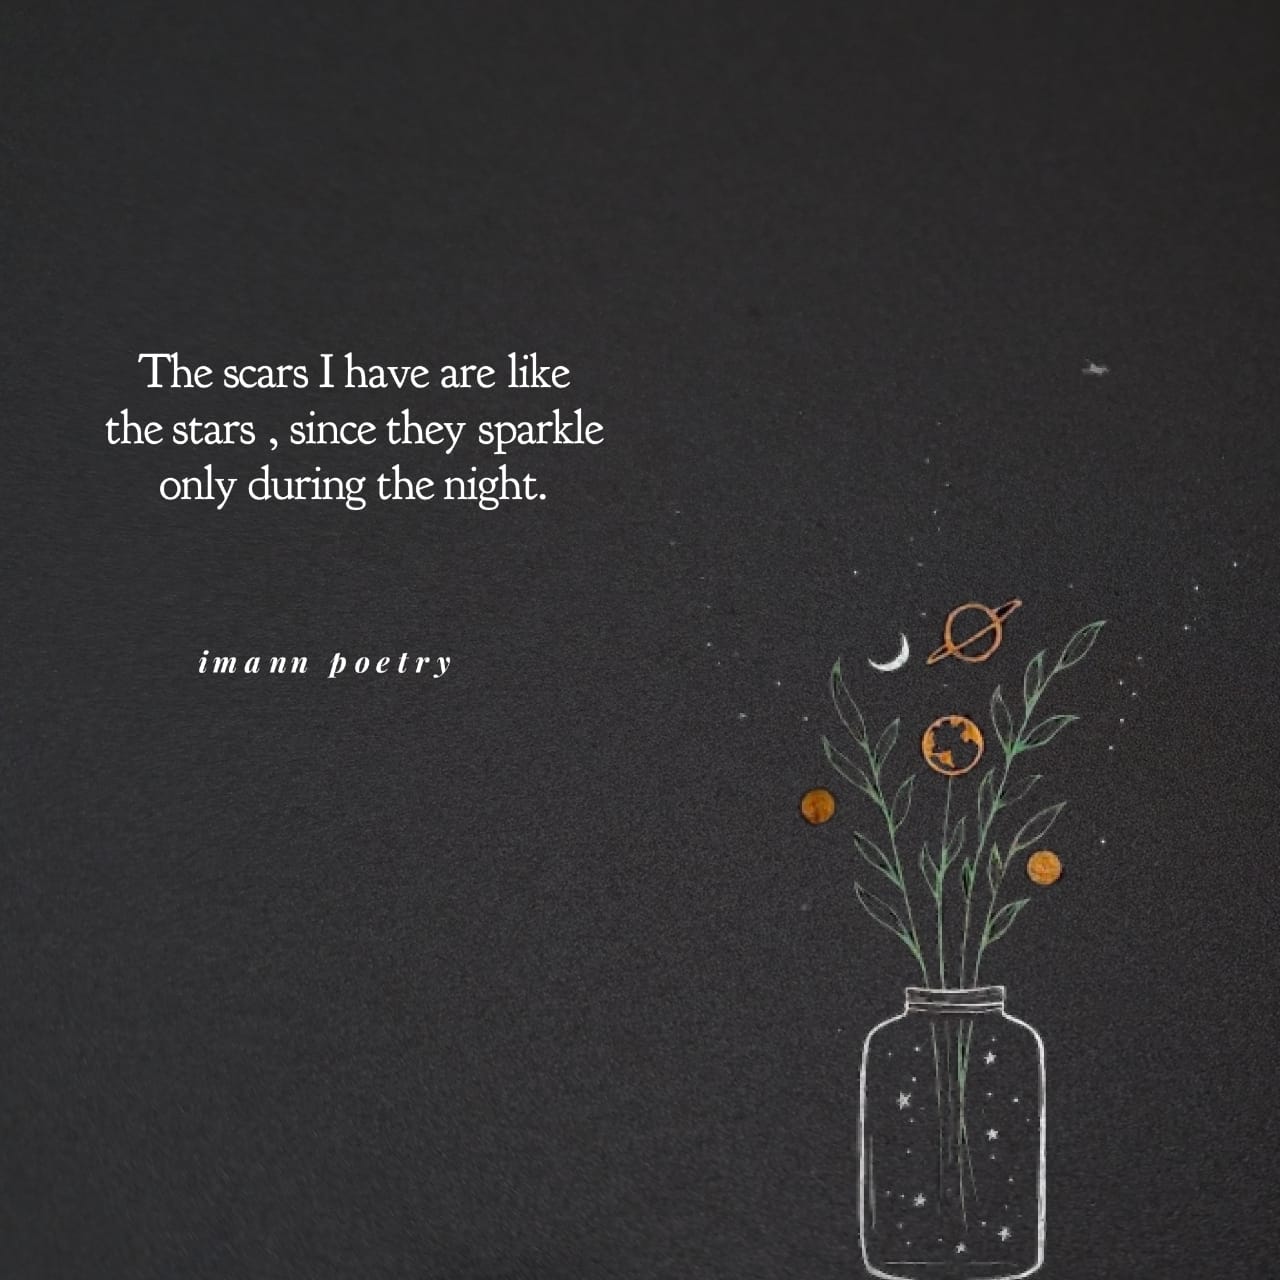 The scars I have are like
the stars , since they sparkle
only during the night.
imann poetry